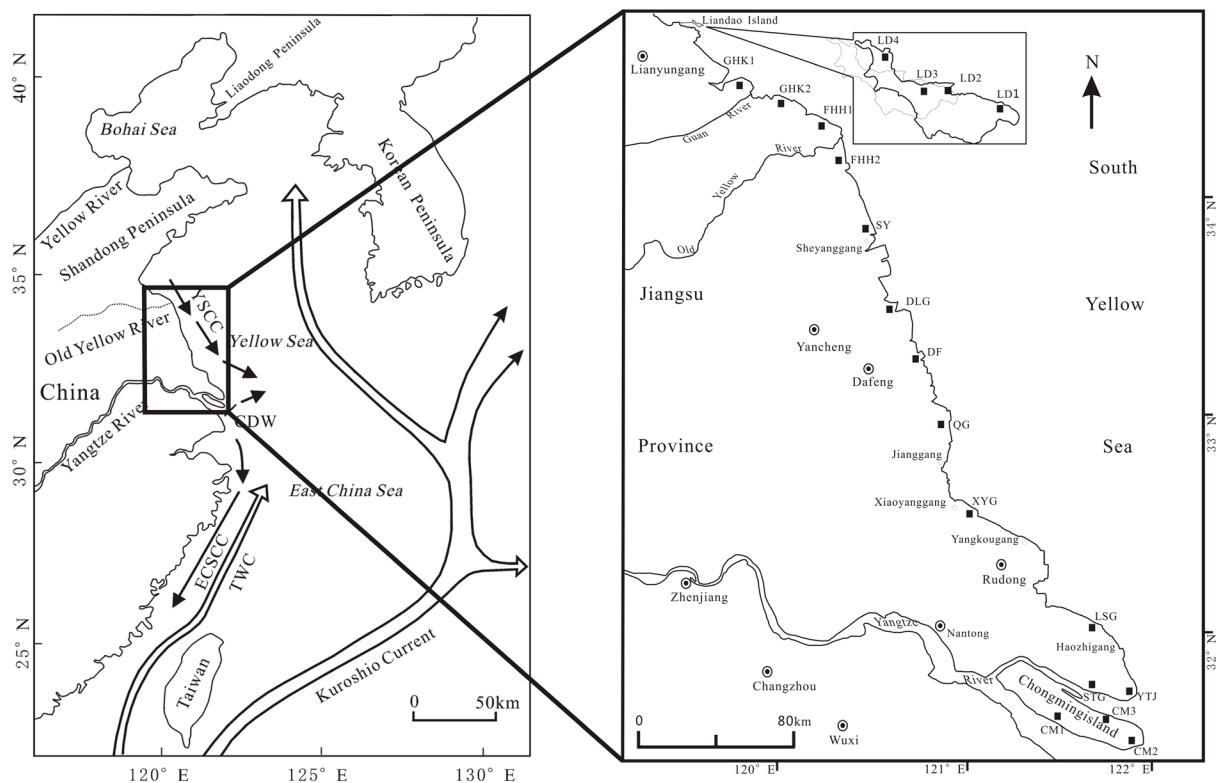 40° N
35° N
30° N
25° N
120° E
125° E
130° E
Liaodong Peninsula
Bohai Sea
Korean Peninsula
Yellow River
Shandong Peninsula
YSCC
Old Yellow River
Yellow Sea
China
CDW
Yangtze River
East China Sea
ECSCC
TWC
Taiwan
Kuroshio Current
0 50km
Liandao Island
Lianyungang
LD4
LD3
LD2
LD1
N
GHK1
GHK2
Guan River
FHH1
FHH2
Old Yellow River
South
Yellow
Sea
34° N
33° N
32° N
SY
Sheyanggang
Jiangsu
Province
DLG
Yancheng
DF
Dafeng
QG
Jianggang
Xiaoyanggang
XYG
Yangkougang
Rudong
Zhenjiang
Yangtze River
Nantong
LSG
Haozhigang
Changzhou
STG
YTJ
Chongmingisland
CM3
CM1
CM2
Wuxi
0 80km
120° E
121° E
122° E